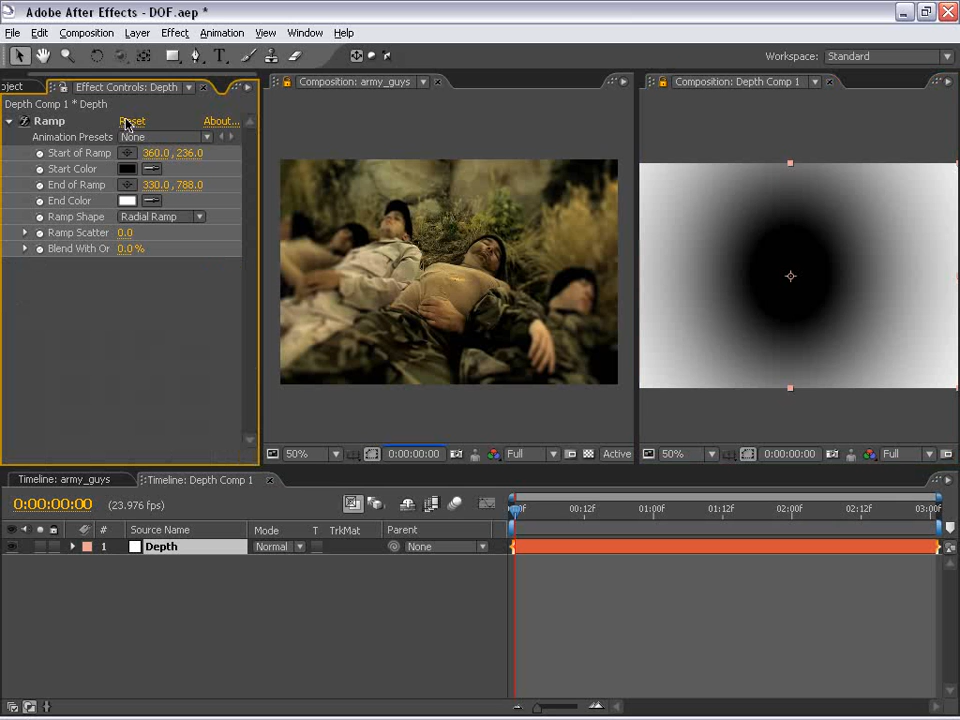 Adobe After Effects - DOF.aep *
File Edit Composition Layer Effect Animation View Window Help
Workspace: Standard
oject Effect Controls: Depth
Composition: army_guys
Composition: Depth Comp 1
Depth Comp 1 * Depth
Ramp Reset About...
Animation Presets None
Start of Ramp 360.0, 236.0
Start Color
End of Ramp 330.0, 788.0
End Color
Ramp Shape Radial Ramp
Ramp Scatter 0.0
Blend With Or 0.0 %
50% 0:00:00:00 Full Active
50% 0:00:00:00 Full
Timeline: army_guys Timeline: Depth Comp 1
0:00:00:00 (23.976 fps)
00:12f 01:00f 01:12f 02:00f 02:12f 03:00f
# Source Name Mode T TrkMat Parent
1 Depth Normal None